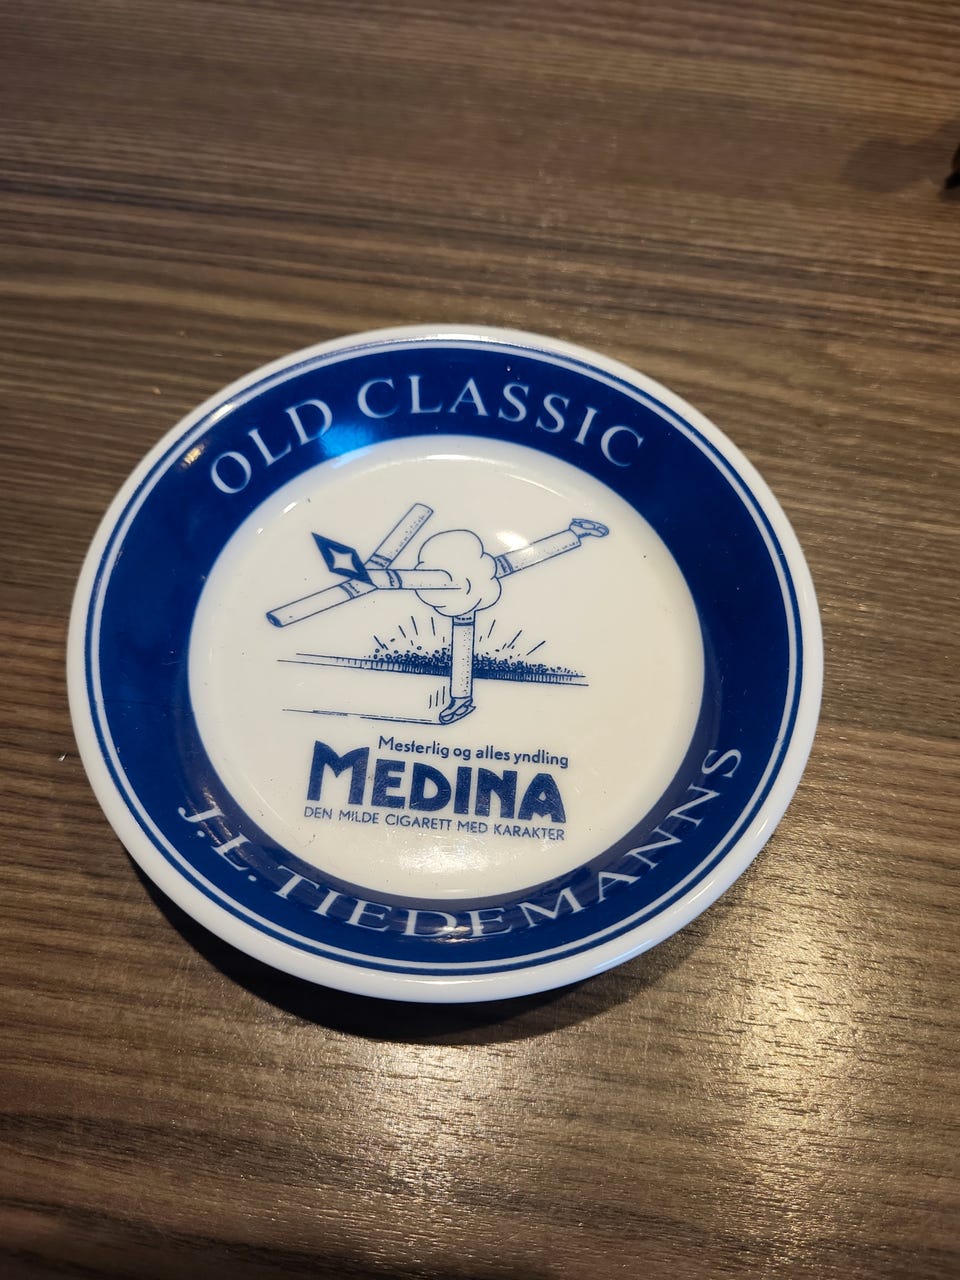 OLD CLASSIC
Mesterlig og alles yndling
MEDINA
DEN MILDE CIGARETT MED KARAKTER
J.L. TIEDEMANNS